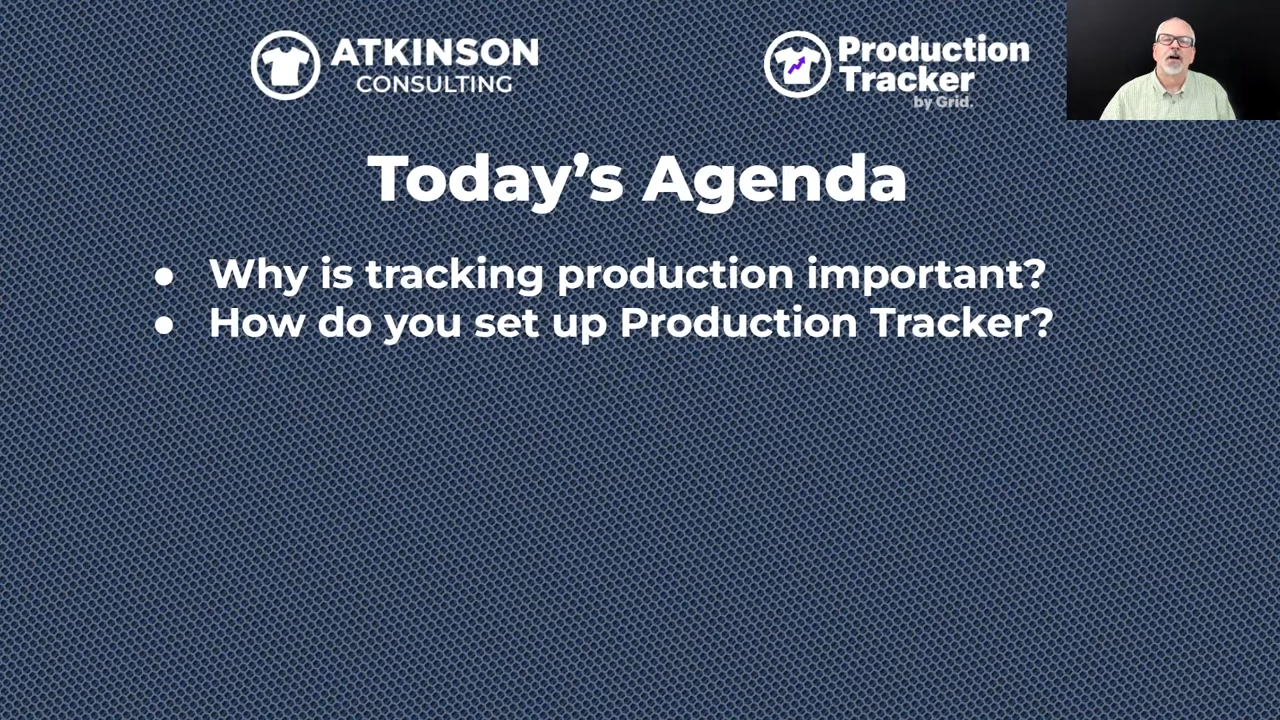 ATKINSON
CONSULTING
Production
Tracker
by Grid.
Today’s Agenda
● Why is tracking production important?
● How do you set up Production Tracker?